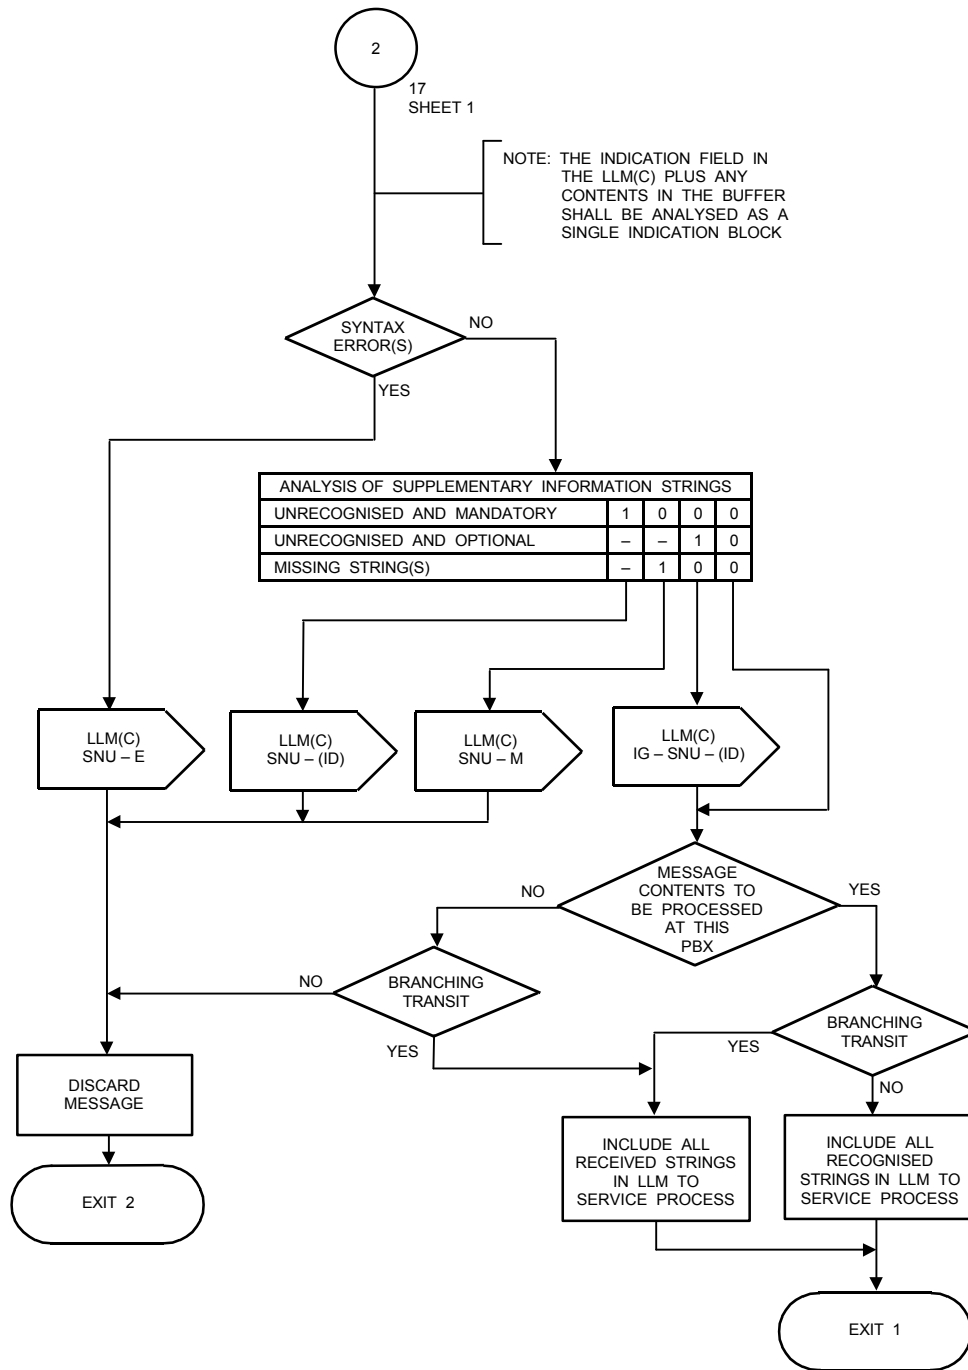 2
17
SHEET 1
NOTE: THE INDICATION FIELD IN
THE LLM(C) PLUS ANY
CONTENTS IN THE BUFFER
SHALL BE ANALYSED AS A
SINGLE INDICATION BLOCK
SYNTAX
ERROR(S)
NO
YES
ANALYSIS OF SUPPLEMENTARY INFORMATION STRINGS
UNRECOGNISED AND MANDATORY 1 0 0 0
UNRECOGNISED AND OPTIONAL – – 1 0
MISSING STRING(S) – 1 0 0
LLM(C)
SNU – E
LLM(C)
SNU – (ID)
LLM(C)
SNU – M
LLM(C)
IG – SNU – (ID)
MESSAGE
CONTENTS TO
BE PROCESSED
AT THIS
PBX
NO
YES
BRANCHING
TRANSIT
NO
YES
BRANCHING
TRANSIT
YES
NO
DISCARD
MESSAGE
INCLUDE ALL
RECEIVED STRINGS
IN LLM TO
SERVICE PROCESS
INCLUDE ALL
RECOGNISED
STRINGS IN LLM TO
SERVICE PROCESS
EXIT 2
EXIT 1